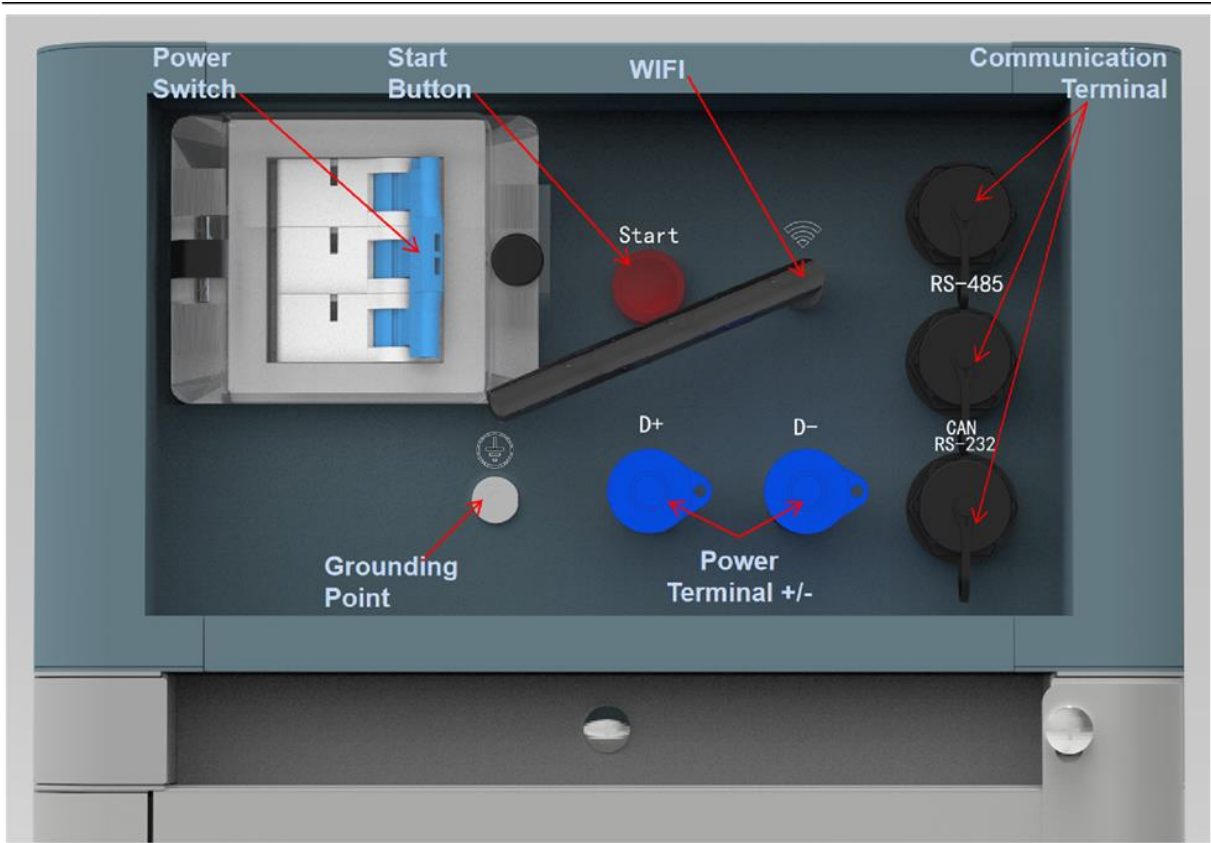 Power
Switch
Start
Button
WIFI
Communication
Terminal
Start
RS-485
D+
D-
CAN
RS-232
Grounding
Point
Power
Terminal +/-